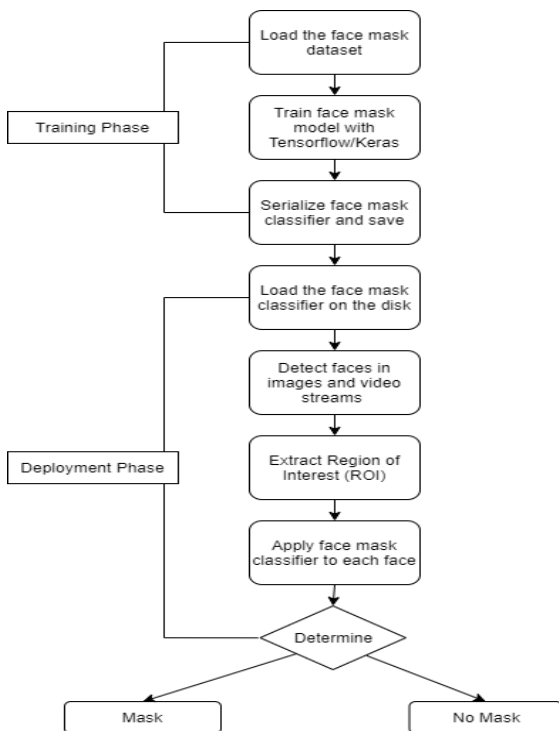 Load the face mask
dataset
Training Phase
Train face mask
model with
Tensorflow/Keras
Serialize face mask
classifier and save
Load the face mask
classifier on the disk
Detect faces in
images and video
streams
Deployment Phase
Extract Region of
Interest (ROI)
Apply face mask
classifier to each face
Determine
Mask
No Mask